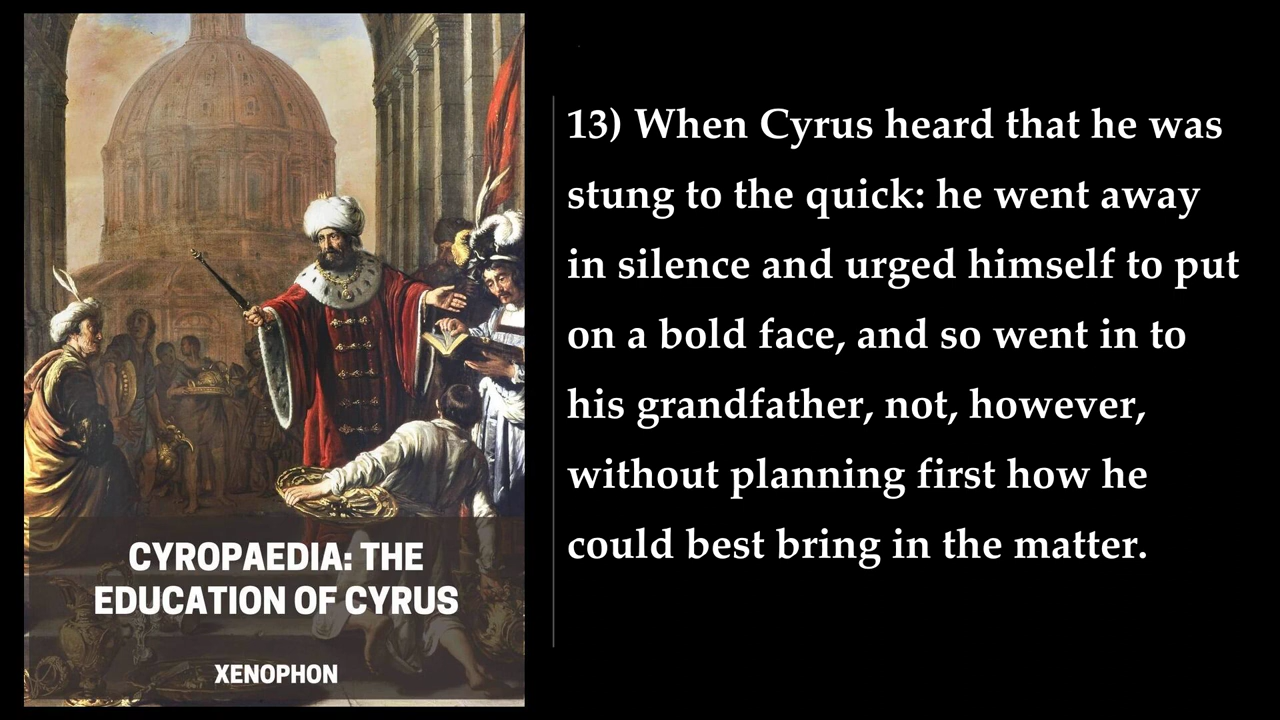 13) When Cyrus heard that he was
stung to the quick: he went away
in silence and urged himself to put
on a bold face, and so went in to
his grandfather, not, however,
without planning first how he
could best bring in the matter.
CYROPAEDIA: THE
EDUCATION OF CYRUS
XENOPHON